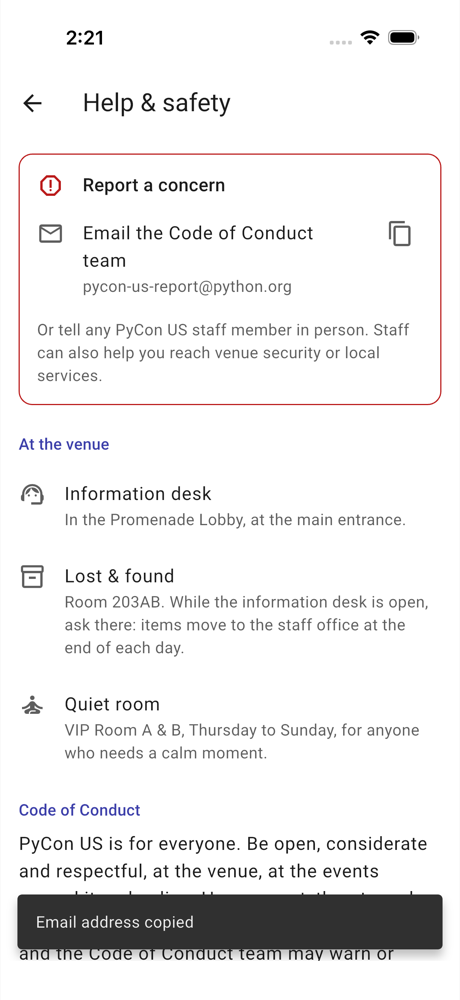 2:21
Help & safety
Report a concern
Email the Code of Conduct
team
pycon-us-report@python.org
Or tell any PyCon US staff member in person. Staff
can also help you reach venue security or local
services.
At the venue
Information desk
In the Promenade Lobby, at the main entrance.
Lost & found
Room 203AB. While the information desk is open,
ask there: items move to the staff office at the
end of each day.
Quiet room
VIP Room A & B, Thursday to Sunday, for anyone
who needs a calm moment.
Code of Conduct
PyCon US is for everyone. Be open, considerate
and respectful, at the venue, at the events
Email address copied
and the Code of Conduct team may warn or